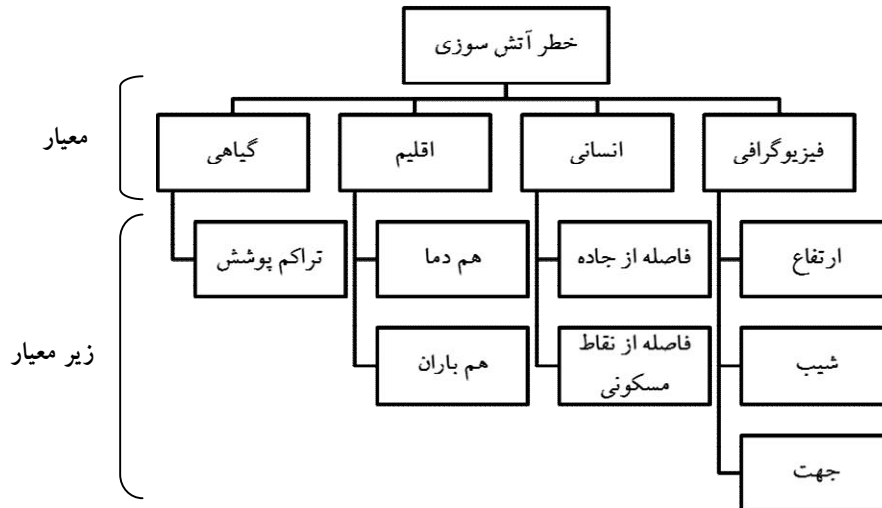 خطر آتش سوزی
معیار
فیزیوگرافی
انسانی
اقلیم
گیاهی
زیر معیار
ارتفاع
فاصله از جاده
هم دما
تراکم پوشش
شیب
فاصله از نقاط
مسکونی
هم باران
جهت